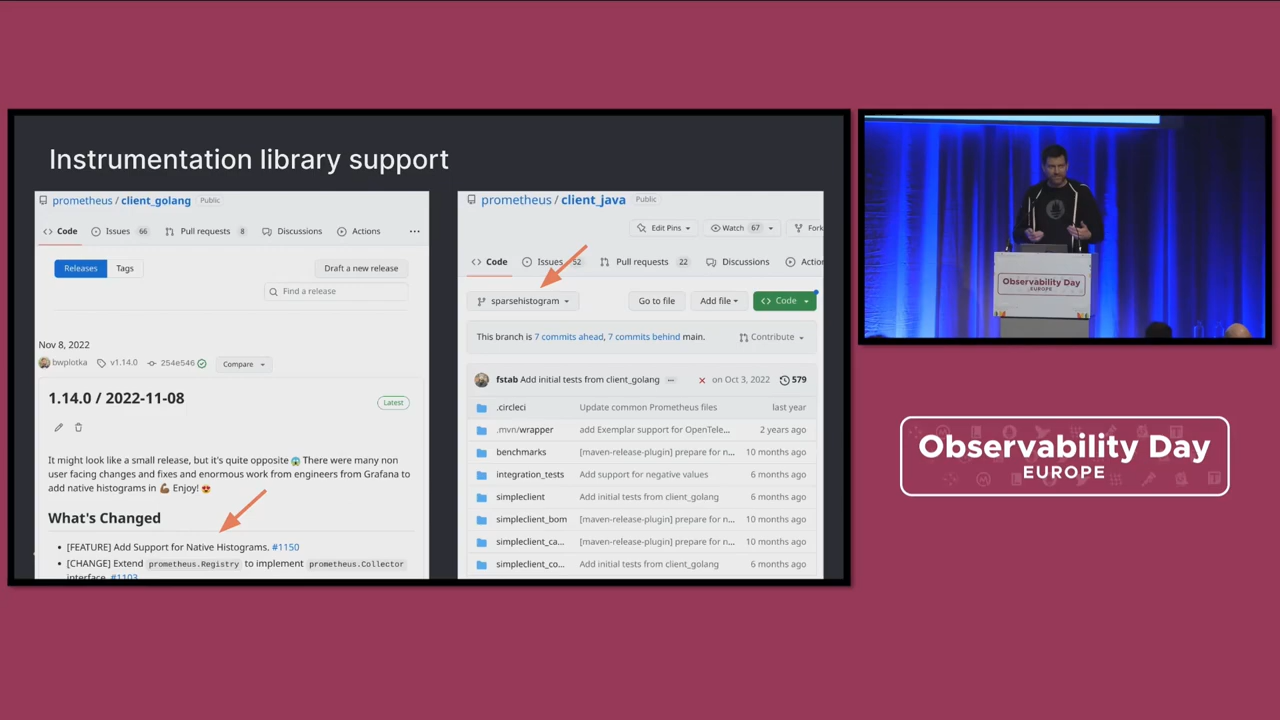 Instrumentation library support
prometheus / client_golang Public
Code Issues 66 Pull requests 8 Discussions Actions ...
Releases Tags Draft a new release
Find a release
Nov 8, 2022
bwplotka v1.14.0 254e546 Compare
1.14.0 / 2022-11-08 Latest
It might look like a small release, but it's quite opposite 😱 There were many non
user facing changes and fixes and enormous work from engineers from Grafana to
add native histograms in 💪🏾 Enjoy! 😍
What's Changed
• [FEATURE] Add Support for Native Histograms. #1150
• [CHANGE] Extend prometheus.Registry to implement prometheus.Collector
interface. #1103
prometheus / client_java Public
Edit Pins Watch 67 Fork
Code Issues 52 Pull requests 22 Discussions Actio
sparsehistogram Go to file Add file Code
This branch is 7 commits ahead, 7 commits behind main. Contribute
fstab Add initial tests from client_golang ... on Oct 3, 2022 579
.circleci Update common Prometheus files last year
.mvn/wrapper add Exemplar support for OpenTele... 2 years ago
benchmarks [maven-release-plugin] prepare for n... 10 months ago
integration_tests Add support for negative values 6 months ago
simpleclient Add initial tests from client_golang 6 months ago
simpleclient_bom [maven-release-plugin] prepare for n... 10 months ago
simpleclient_ca... [maven-release-plugin] prepare for n... 10 months ago
simpleclient_co... Add initial tests from client_golang 6 months ago
Observability Day
EUROPE
Observability Day
EUROPE